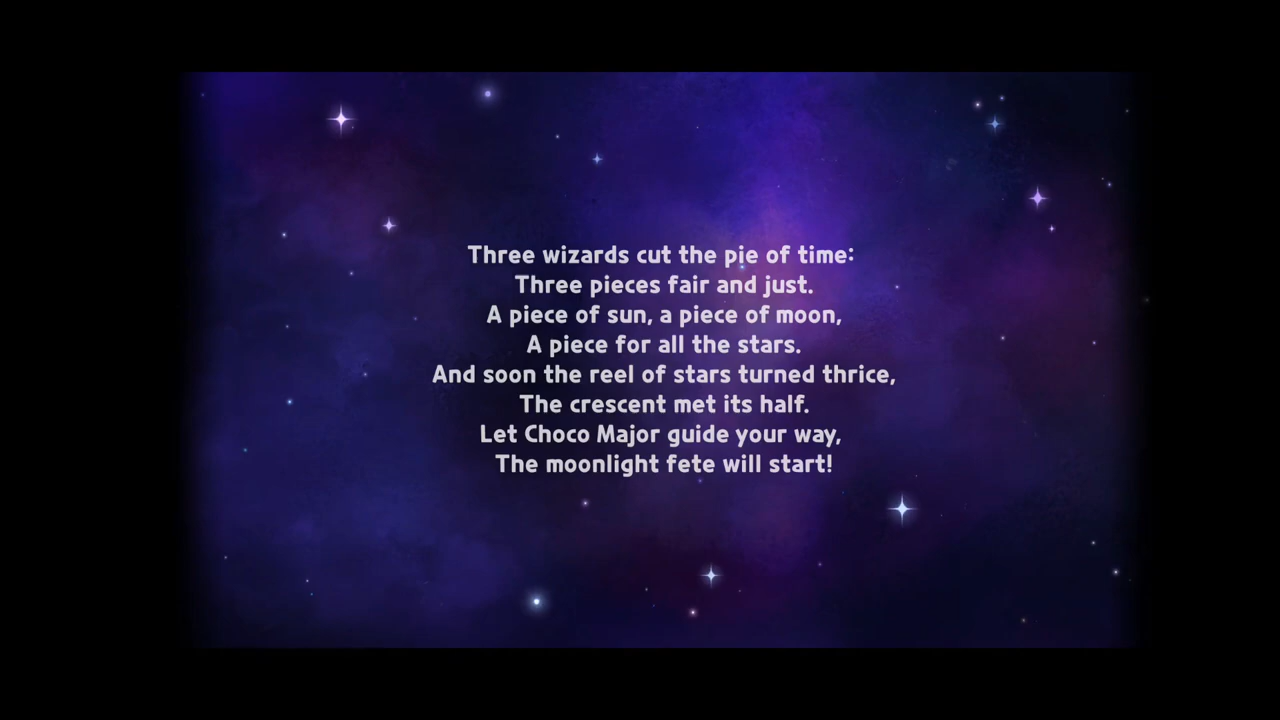 Three wizards cut the pie of time:
Three pieces fair and just.
A piece of sun, a piece of moon,
A piece for all the stars.
And soon the reel of stars turned thrice,
The crescent met its half.
Let Choco Major guide your way,
The moonlight fete will start!